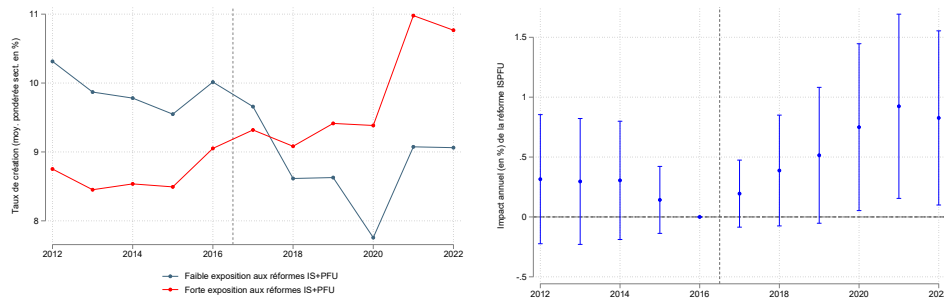 Taux de création (moy. pondérée sect. en %)
11
10
9
8
2012 2014 2016 2018 2020 2022
Faible exposition aux réformes IS+PFU
Forte exposition aux réformes IS+PFU
Impact annuel (en %) de la réforme ISPFU
1.5
1
.5
0
-.5
2012 2014 2016 2018 2020 202